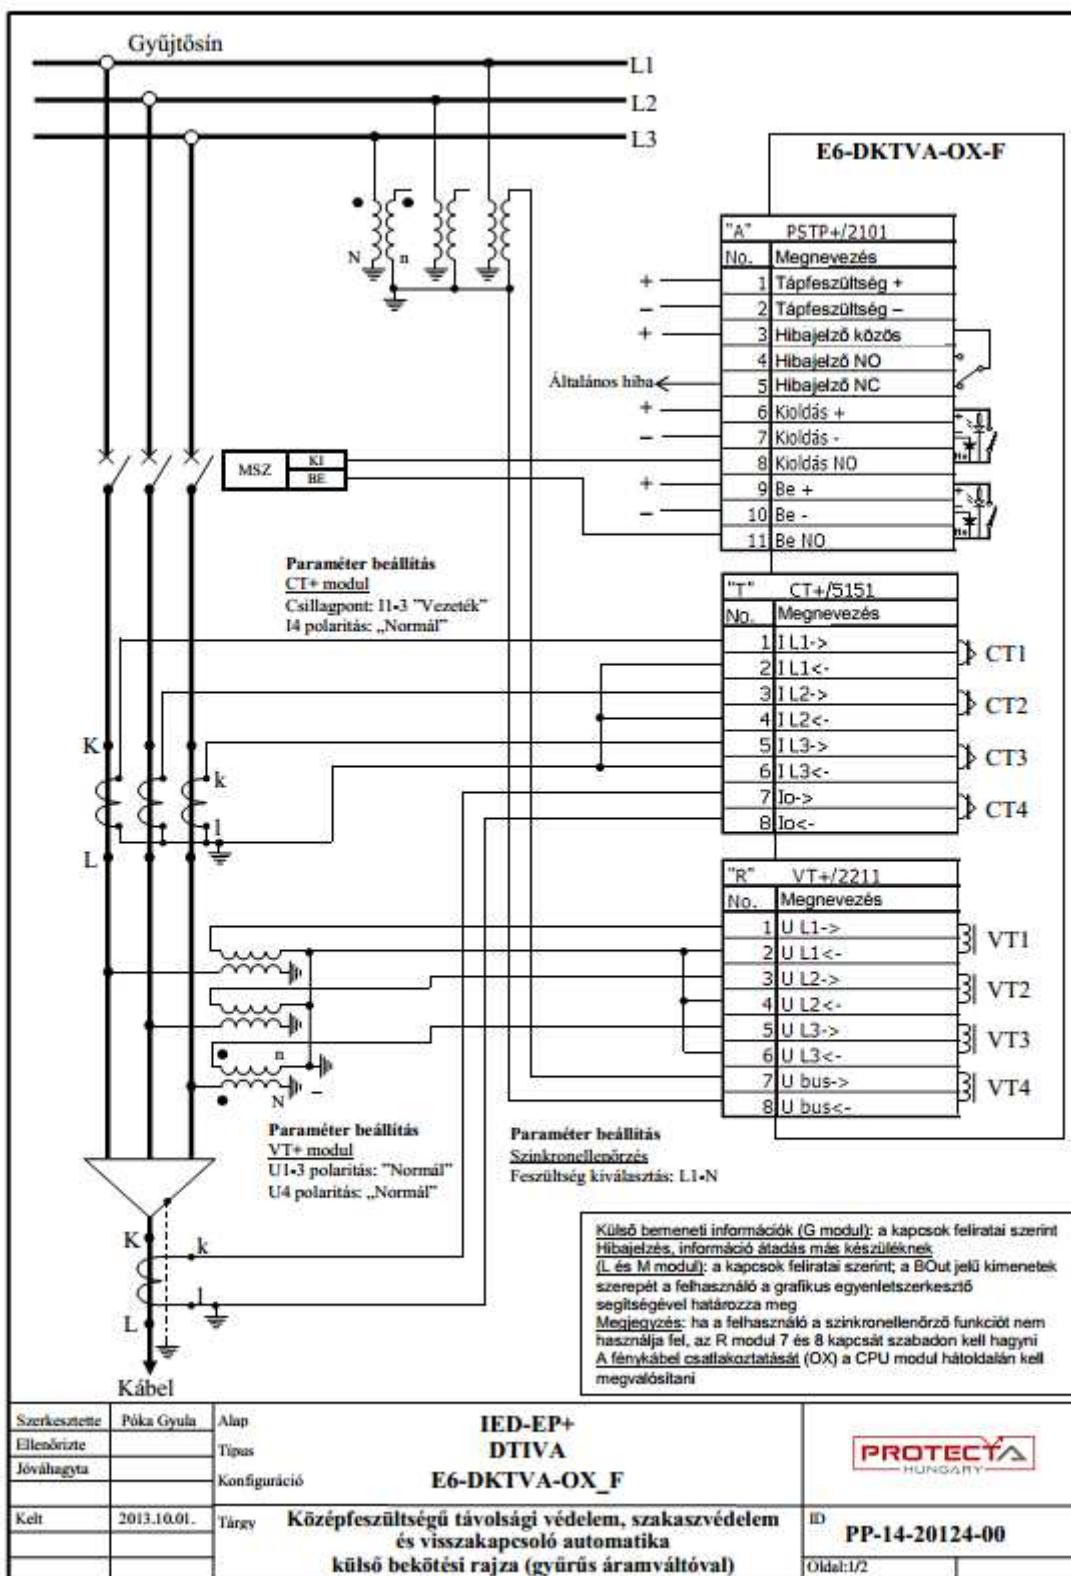 Gyűjtősín
L1
L2
L3
E6-DKTVA-OX-F
N
n
"A" PSTP+/2101
No. Megnevezés
+ 1 Tápfeszültség +
– 2 Tápfeszültség –
+ 3 Hibajelző közös
4 Hibajelző NO
Általános hiba 5 Hibajelző NC
+ 6 Kioldás +
– 7 Kioldás -
8 Kioldás NO
+ 9 Be +
– 10 Be -
11 Be NO
MSZ
KI
BE
Paraméter beállítás
CT+ modul
Csillagpont: I1-3 "Vezeték"
I4 polaritás: „Normál”
"T" CT+/5151
No. Megnevezés
1 I L1->
2 I L1<-
3 I L2->
4 I L2<-
5 I L3->
6 I L3<-
7 Io->
8 Io<-
CT1
CT2
CT3
CT4
K
k
l
L
"R" VT+/2211
No. Megnevezés
1 U L1->
2 U L1<-
3 U L2->
4 U L2<-
5 U L3->
6 U L3<-
7 U bus->
8 U bus<-
VT1
VT2
VT3
VT4
n
N
Paraméter beállítás
VT+ modul
U1-3 polaritás: "Normál"
U4 polaritás: „Normál”
Paraméter beállítás
Szinkronellenőrzés
Feszültség kiválasztás: L1-N
K
k
l
L
Kábel
Külső bemeneti információk (G modul): a kapcsok feliratai szerint
Hibajelzés, információ átadás más készüléknek
(L és M modul): a kapcsok feliratai szerint; a BOut jelű kimenetek
szerepét a felhasználó a grafikus egyenletszerkesztő
segítségével határozza meg
Megjegyzés: ha a felhasználó a szinkronellenőrző funkciót nem
használja fel, az R modul 7 és 8 kapcsát szabadon kell hagyni
A fénykábel csatlakoztatását (OX) a CPU modul hátoldalán kell
megvalósítani
Szerkesztette Póka Gyula
Ellenőrizte
Jóváhagyta
Kelt 2013.10.01.
Alap IED-EP+
Típus DTIVA
Konfiguráció E6-DKTVA-OX_F
Tárgy Középfeszültségű távolsági védelem, szakaszvédelem
és visszakapcsoló automatika
külső bekötési rajza (gyűrűs áramváltóval)
PROTECTA
HUNGARY
ID
PP-14-20124-00
Oldal:1/2